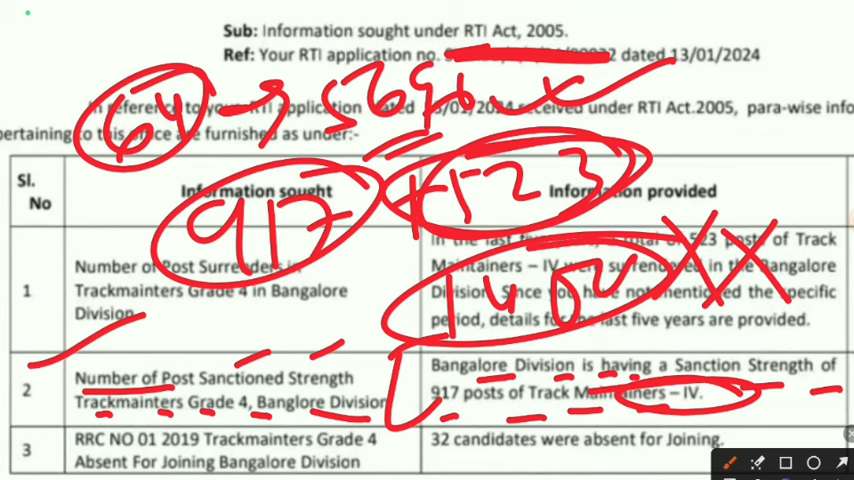 Sub: Information sought under RTI Act, 2005.
Ref: Your RTI application no. dated 13/01/2024
64 → 5696
In reference to your RTI application dated 13/01/2024 received under RTI Act.2005, para-wise info
pertaining to this office are furnished as under:-
Sl. No
Information sought
Information provided
917
+523
1452
1
Number of Post Surrenders in
Trackmainters Grade 4 in Bangalore
Division
In the last five years, a total of 523 posts of Track
Maintainers – IV were surrendered in the Bangalore
Division. Since you have not mentioned the specific
period, details for the last five years are provided.
2
Number of Post Sanctioned Strength
Trackmainters Grade 4, Banglore Division
Bangalore Division is having a Sanction Strength of
917 posts of Track Maintainers – IV.
3
RRC NO 01 2019 Trackmainters Grade 4
Absent For Joining Bangalore Division
32 candidates were absent for Joining.